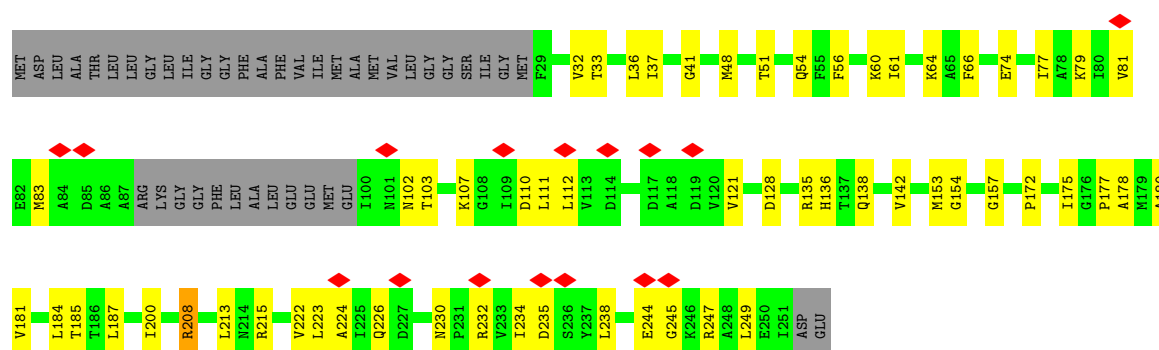 MET ASP LEU ALA THR LEU LEU GLY LEU ILE GLY GLY PHE ALA PHE VAL ILE MET ALA MET VAL LEU GLY GLY SER ILE GLY MET F29 V32 T33 L36 I37 G41 M48 T51 Q54 F55 F56 K60 I61 K64 A65 F66 E74 I77 A78 K79 I80 V81
E82 M83 A84 D85 A86 A87 ARG LYS GLY GLY PHE LEU ALA LEU GLU GLU MET GLU I100 N101 N102 T103 K107 G108 I109 D110 L111 L112 V113 D114 D117 A118 D119 V120 V121 D128 R135 H136 T137 Q138 V142 M153 G154 G157 P172 I175 G176 P177 A178 M179 A180
V181 L184 T185 T186 L187 I200 R208 L213 N214 R215 V222 L223 A224 I225 Q226 D227 N230 P231 R232 V233 I234 D235 S236 Y237 L238 E244 G245 K246 R247 A248 L249 E250 I251 ASP GLU